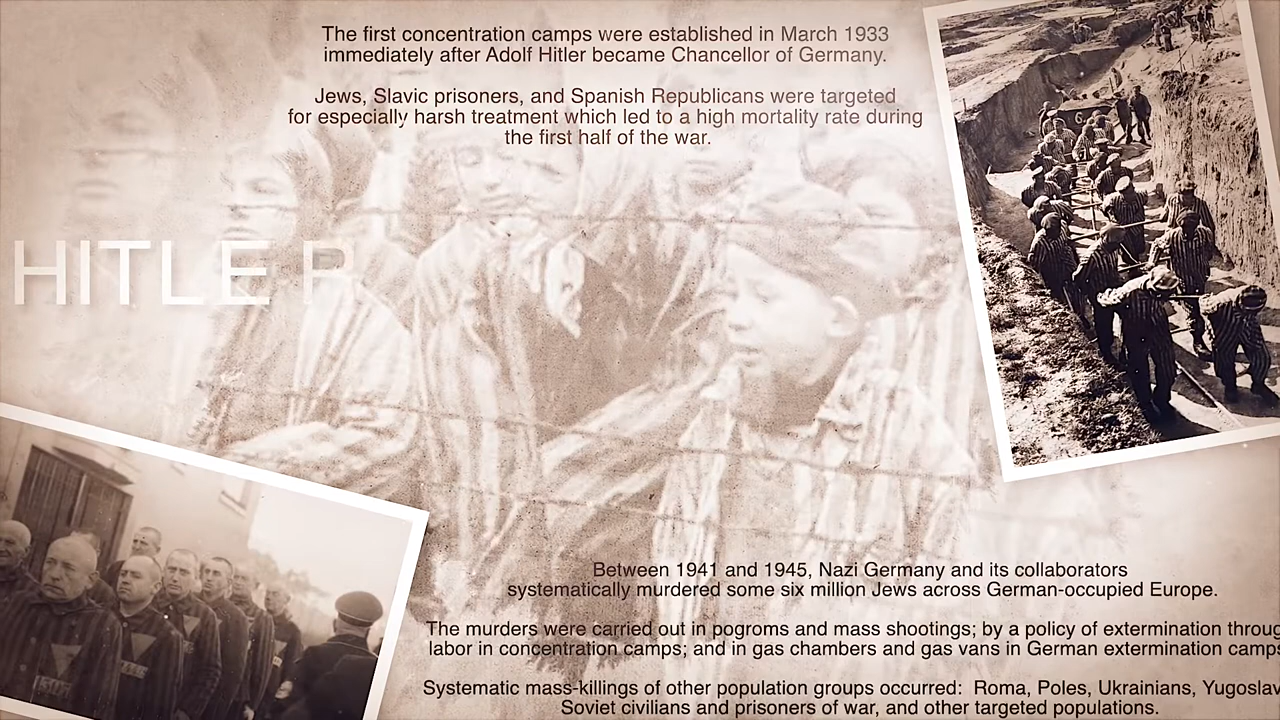 The first concentration camps were established in March 1933
immediately after Adolf Hitler became Chancellor of Germany.
Jews, Slavic prisoners, and Spanish Republicans were targeted
for especially harsh treatment which led to a high mortality rate during
the first half of the war.
HITLER
Between 1941 and 1945, Nazi Germany and its collaborators
systematically murdered some six million Jews across German-occupied Europe.
The murders were carried out in pogroms and mass shootings; by a policy of extermination throug
labor in concentration camps; and in gas chambers and gas vans in German extermination camps
Systematic mass-killings of other population groups occurred: Roma, Poles, Ukrainians, Yugoslav
Soviet civilians and prisoners of war, and other targeted populations.